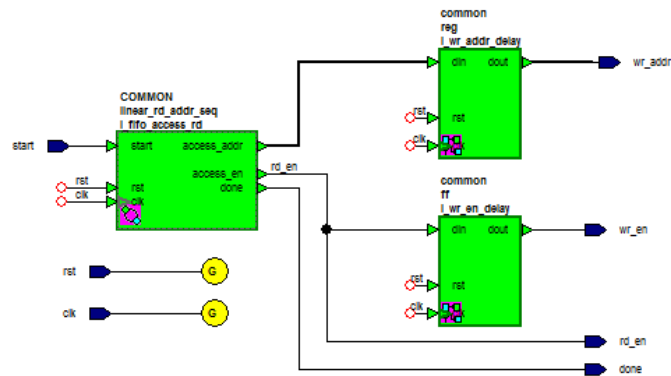 common
reg
I_wr_addr_delay
din dout
wr_addr
rst
clk
COMMON
linear_rd_addr_seq
I_fifo_access_rd
start
start access_addr
access_en
rd_en
rst
rst
done
clk
clk
common
ff
I_wr_en_delay
din dout
wr_en
rst
clk
rst
G
clk
G
rd_en
done